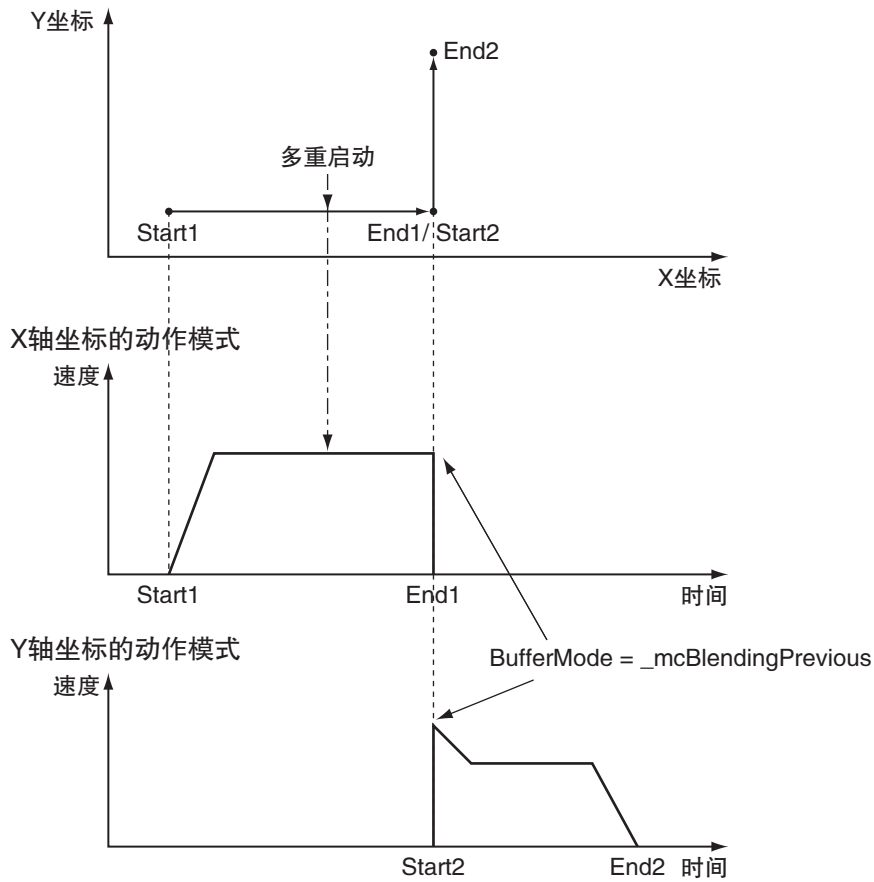 Y坐标
End2
多重启动
Start1
End1/ Start2
X坐标
X轴坐标的动作模式
速度
Start1
End1
时间
Y轴坐标的动作模式
BufferMode = _mcBlendingPrevious
速度
Start2
End2
时间